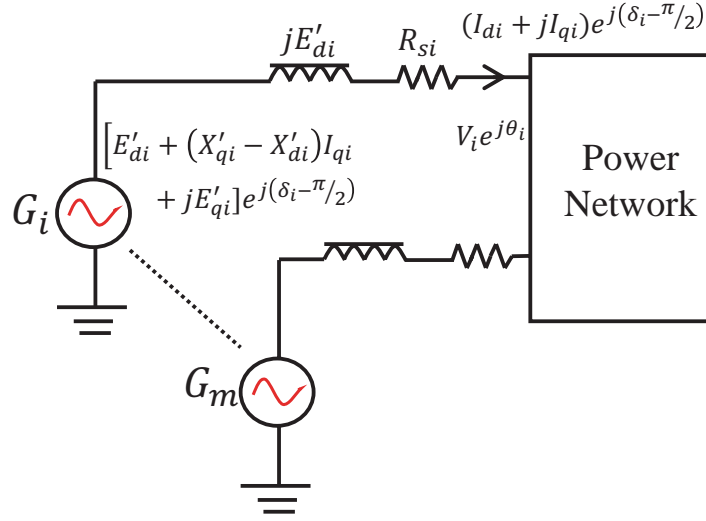 jE′_{di}
R_{si}
(I_{di} + jI_{qi})e^{j(δ_i−π/2)}
[E′_{di} + (X′_{qi} − X′_{di})I_{qi}
+ jE′_{qi}]e^{j(δ_i−π/2)}
V_i e^{jθ_i}
Power
Network
G_i
G_m